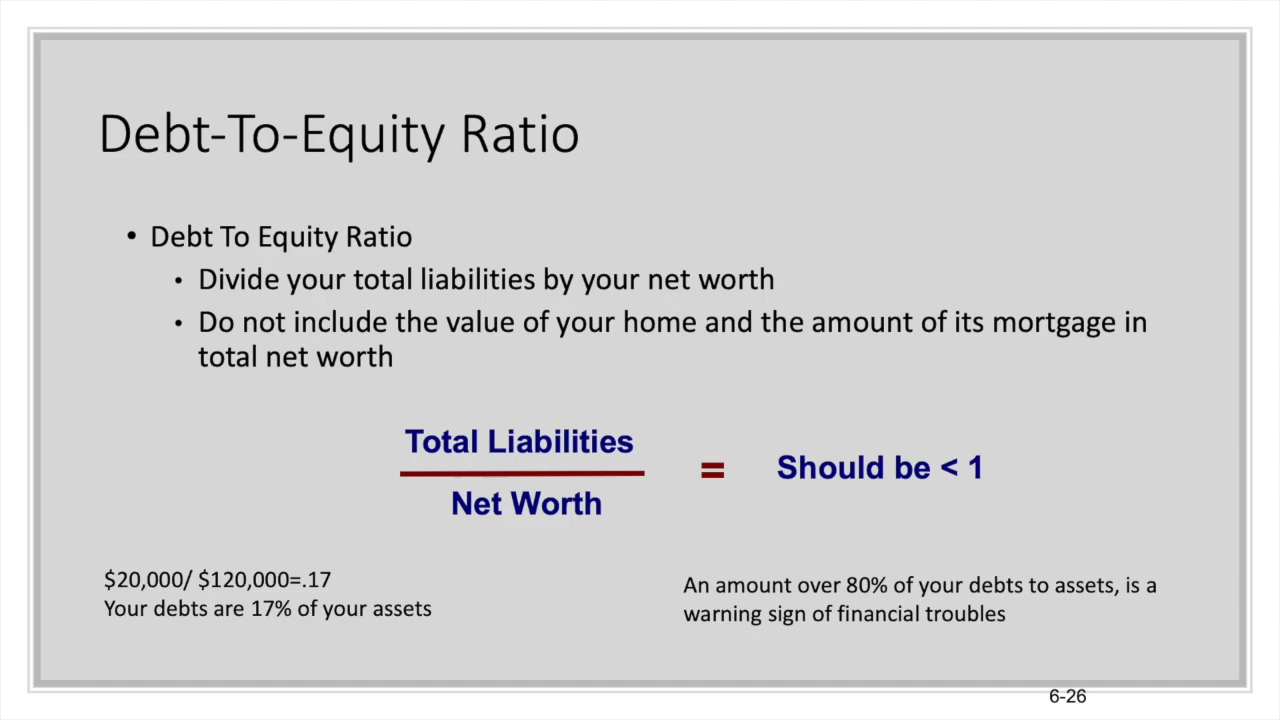 Debt-To-Equity Ratio
• Debt To Equity Ratio
• Divide your total liabilities by your net worth
• Do not include the value of your home and the amount of its mortgage in
total net worth
Total Liabilities
Net Worth
= Should be < 1
$20,000/ $120,000=.17
Your debts are 17% of your assets
An amount over 80% of your debts to assets, is a
warning sign of financial troubles
6-26